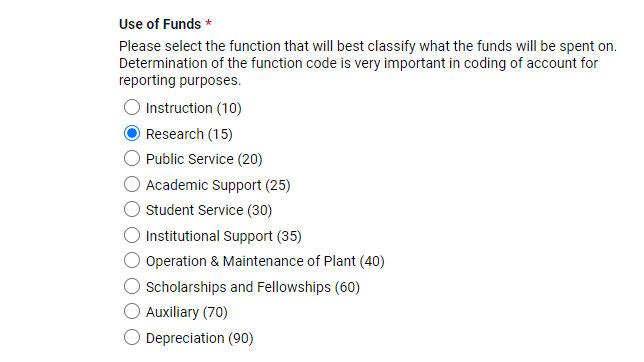 Use of Funds *
Please select the function that will best classify what the funds will be spent on.
Determination of the function code is very important in coding of account for
reporting purposes.
Instruction (10)
Research (15)
Public Service (20)
Academic Support (25)
Student Service (30)
Institutional Support (35)
Operation & Maintenance of Plant (40)
Scholarships and Fellowships (60)
Auxiliary (70)
Depreciation (90)